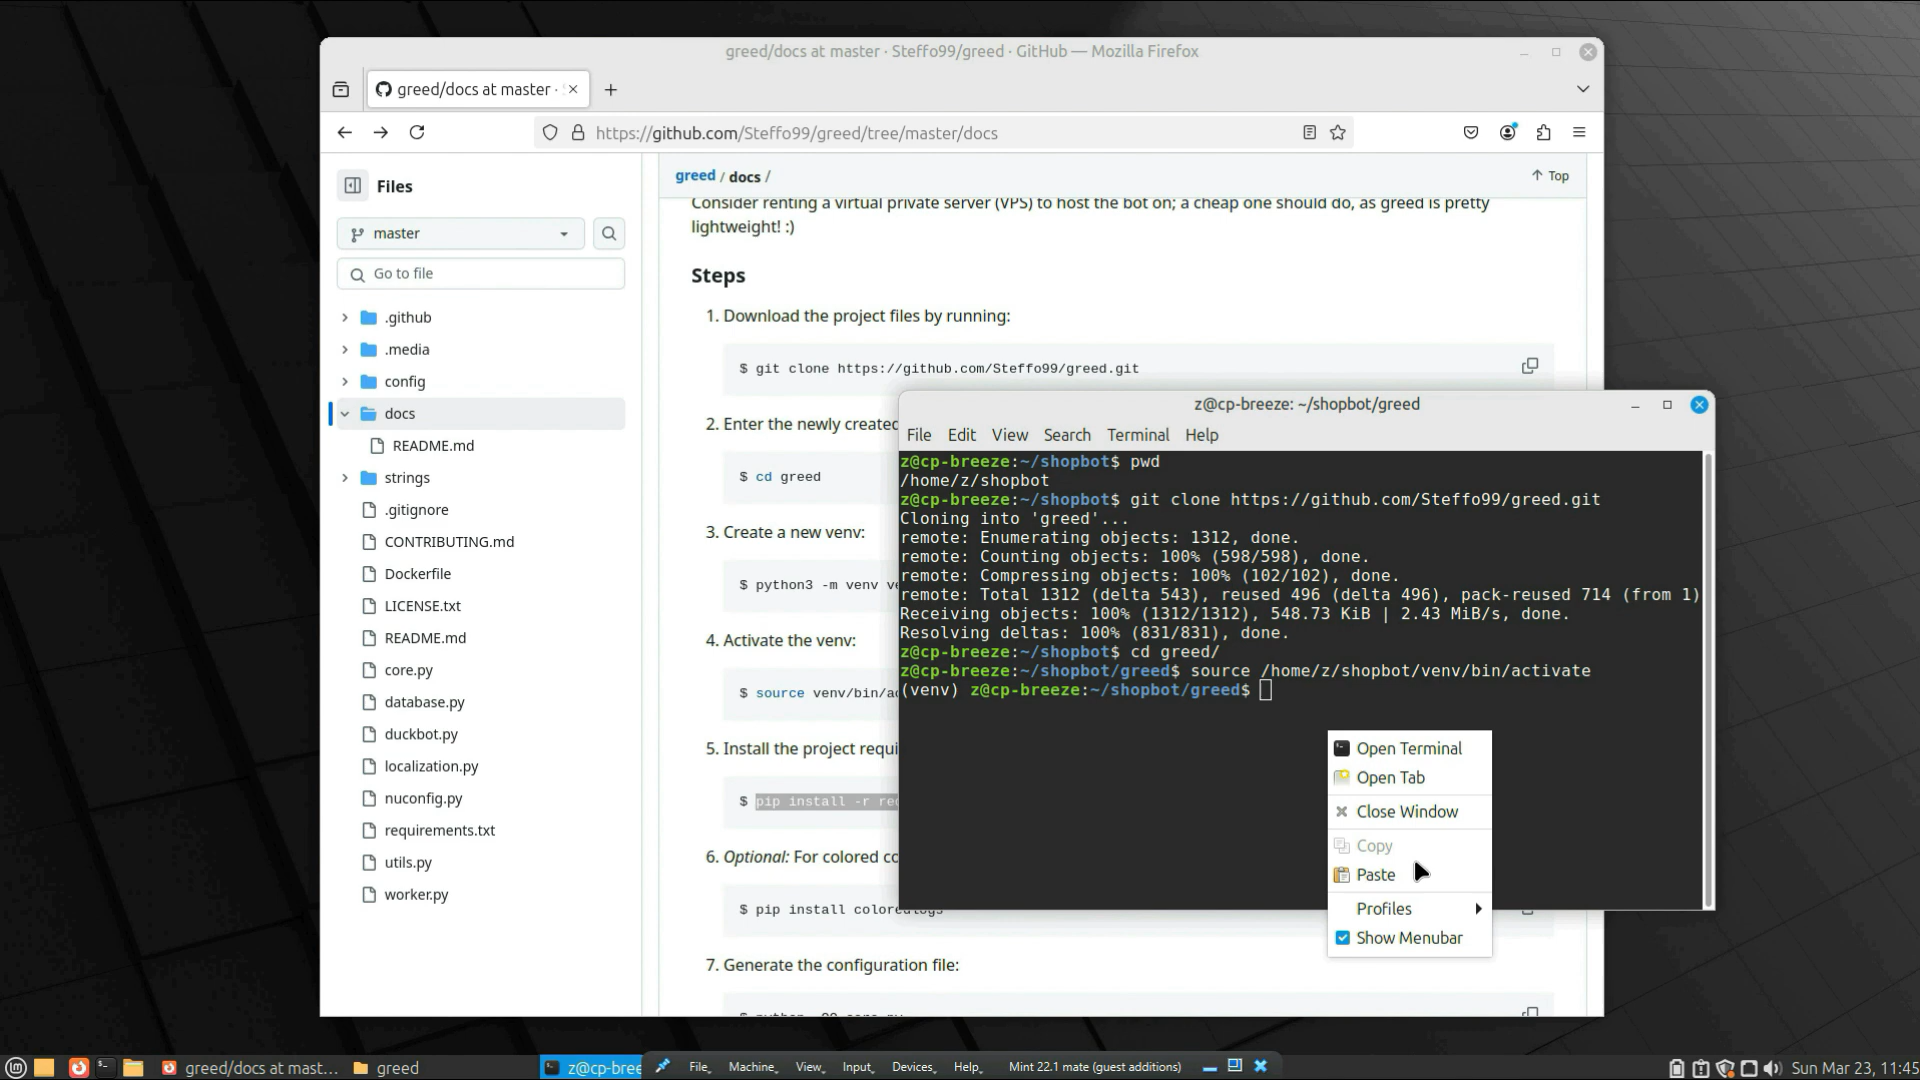 greed/docs at master · Steffo99/greed · GitHub — Mozilla Firefox
greed/docs at master ·
https://github.com/Steffo99/greed/tree/master/docs
Files
master
Go to file
.github
.media
config
docs
README.md
strings
.gitignore
CONTRIBUTING.md
Dockerfile
LICENSE.txt
README.md
core.py
database.py
duckbot.py
localization.py
nuconfig.py
requirements.txt
utils.py
worker.py
greed / docs /
Top
Consider renting a virtual private server (VPS) to host the bot on; a cheap one should do, as greed is pretty
lightweight! :)
Steps
1. Download the project files by running:
$ git clone https://github.com/Steffo99/greed.git
2. Enter the newly created
$ cd greed
3. Create a new venv:
$ python3 -m venv
4. Activate the venv:
$ source venv/bin/
5. Install the project
$ pip install -r
6. Optional: For colored
$ pip install coloredlogs
7. Generate the configuration file:
z@cp-breeze: ~/shopbot/greed
File Edit View Search Terminal Help
z@cp-breeze:~/shopbot$ pwd
/home/z/shopbot
z@cp-breeze:~/shopbot$ git clone https://github.com/Steffo99/greed.git
Cloning into 'greed'...
remote: Enumerating objects: 1312, done.
remote: Counting objects: 100% (598/598), done.
remote: Compressing objects: 100% (102/102), done.
remote: Total 1312 (delta 543), reused 496 (delta 496), pack-reused 714 (from 1)
Receiving objects: 100% (1312/1312), 548.73 KiB | 2.43 MiB/s, done.
Resolving deltas: 100% (831/831), done.
z@cp-breeze:~/shopbot$ cd greed/
z@cp-breeze:~/shopbot/greed$ source /home/z/shopbot/venv/bin/activate
(venv) z@cp-breeze:~/shopbot/greed$
Open Terminal
Open Tab
Close Window
Copy
Paste
Profiles
Show Menubar
greed/docs at mast...
greed
z@cp-bree
File Machine View Input Devices Help Mint 22.1 mate (guest additions)
Sun Mar 23, 11:45